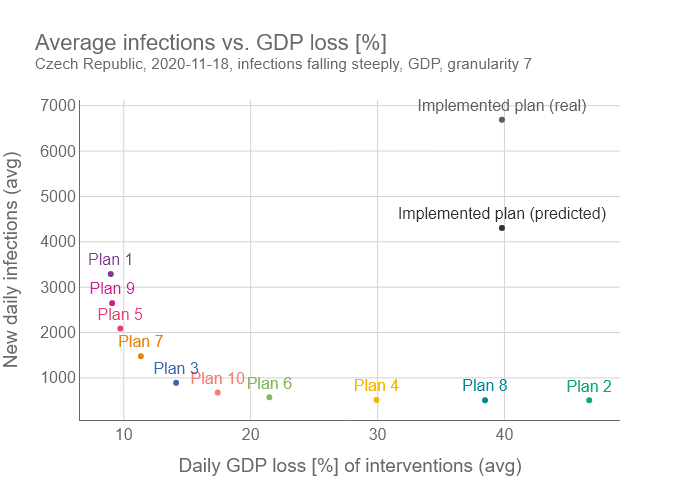 Average infections vs. GDP loss [%]
Czech Republic, 2020-11-18, infections falling steeply, GDP, granularity 7
7000
Implemented plan (real)
6000
5000
Implemented plan (predicted)
4000
Plan 1
3000
Plan 9
Plan 5
2000
Plan 7
Plan 3
1000
Plan 10
Plan 6
Plan 4
Plan 8
Plan 2
10
20
30
40
New daily infections (avg)
Daily GDP loss [%] of interventions (avg)